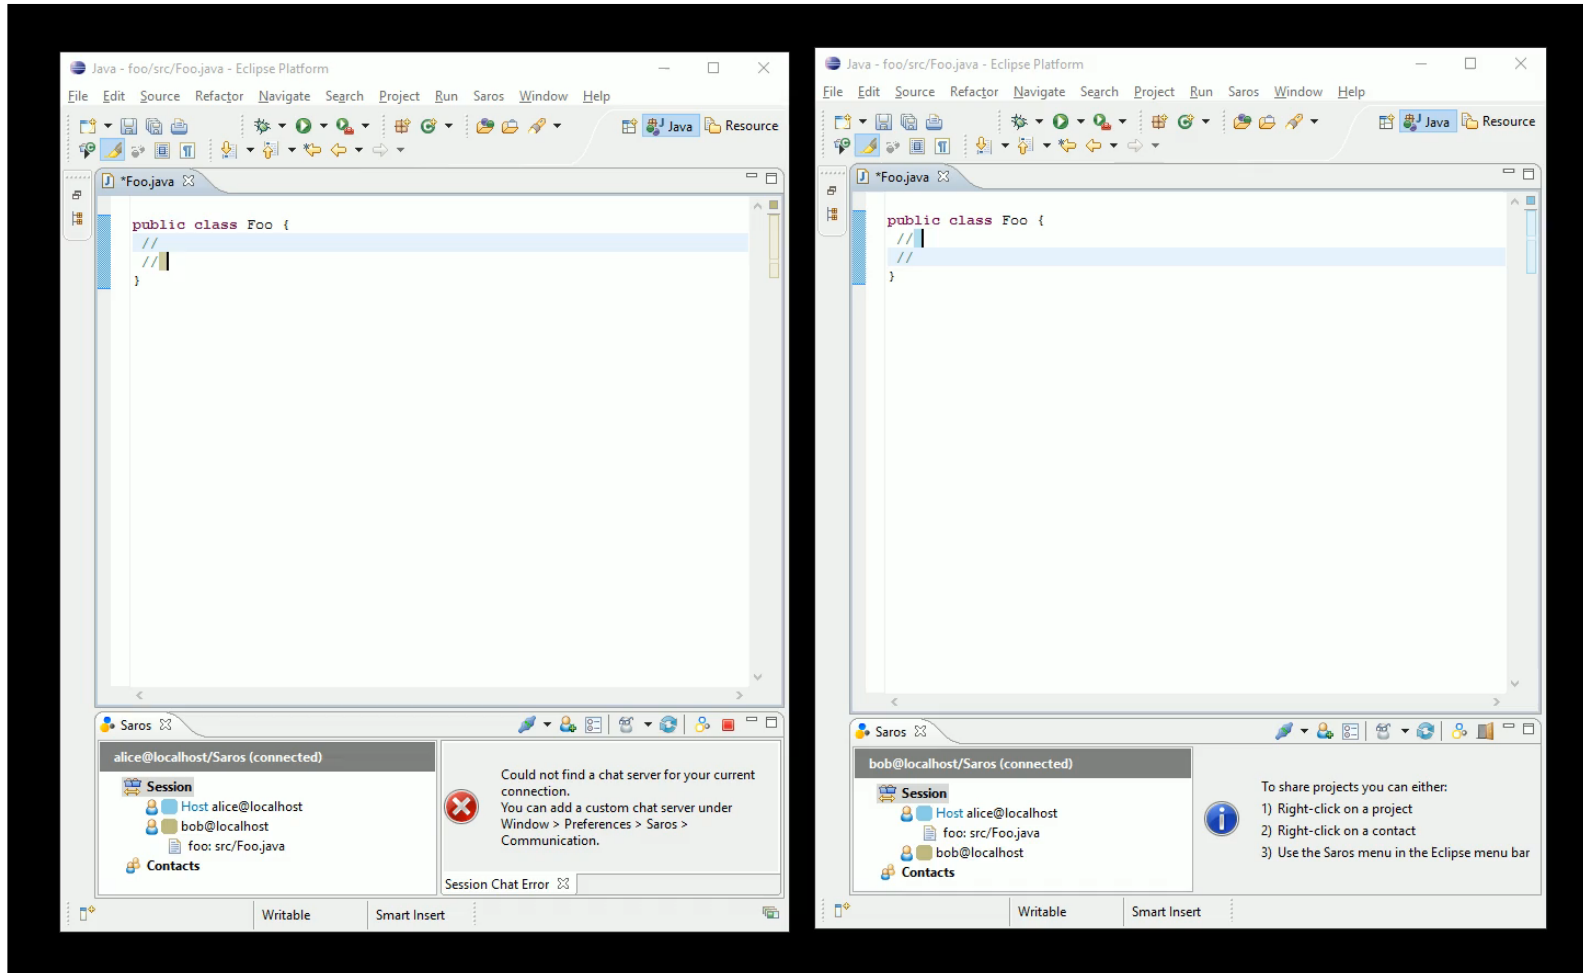 Java - foo/src/Foo.java - Eclipse Platform
File Edit Source Refactor Navigate Search Project Run Saros Window Help
Java Resource
*Foo.java
public class Foo {
//
//
}
Saros
alice@localhost/Saros (connected)
Session
Host alice@localhost
bob@localhost
foo: src/Foo.java
Contacts
Could not find a chat server for your current
connection.
You can add a custom chat server under
Window > Preferences > Saros >
Communication.
Session Chat Error
Writable Smart Insert
Java - foo/src/Foo.java - Eclipse Platform
File Edit Source Refactor Navigate Search Project Run Saros Window Help
Java Resource
*Foo.java
public class Foo {
//
//
}
Saros
bob@localhost/Saros (connected)
Session
Host alice@localhost
foo: src/Foo.java
bob@localhost
Contacts
To share projects you can either:
1) Right-click on a project
2) Right-click on a contact
3) Use the Saros menu in the Eclipse menu bar
Writable Smart Insert